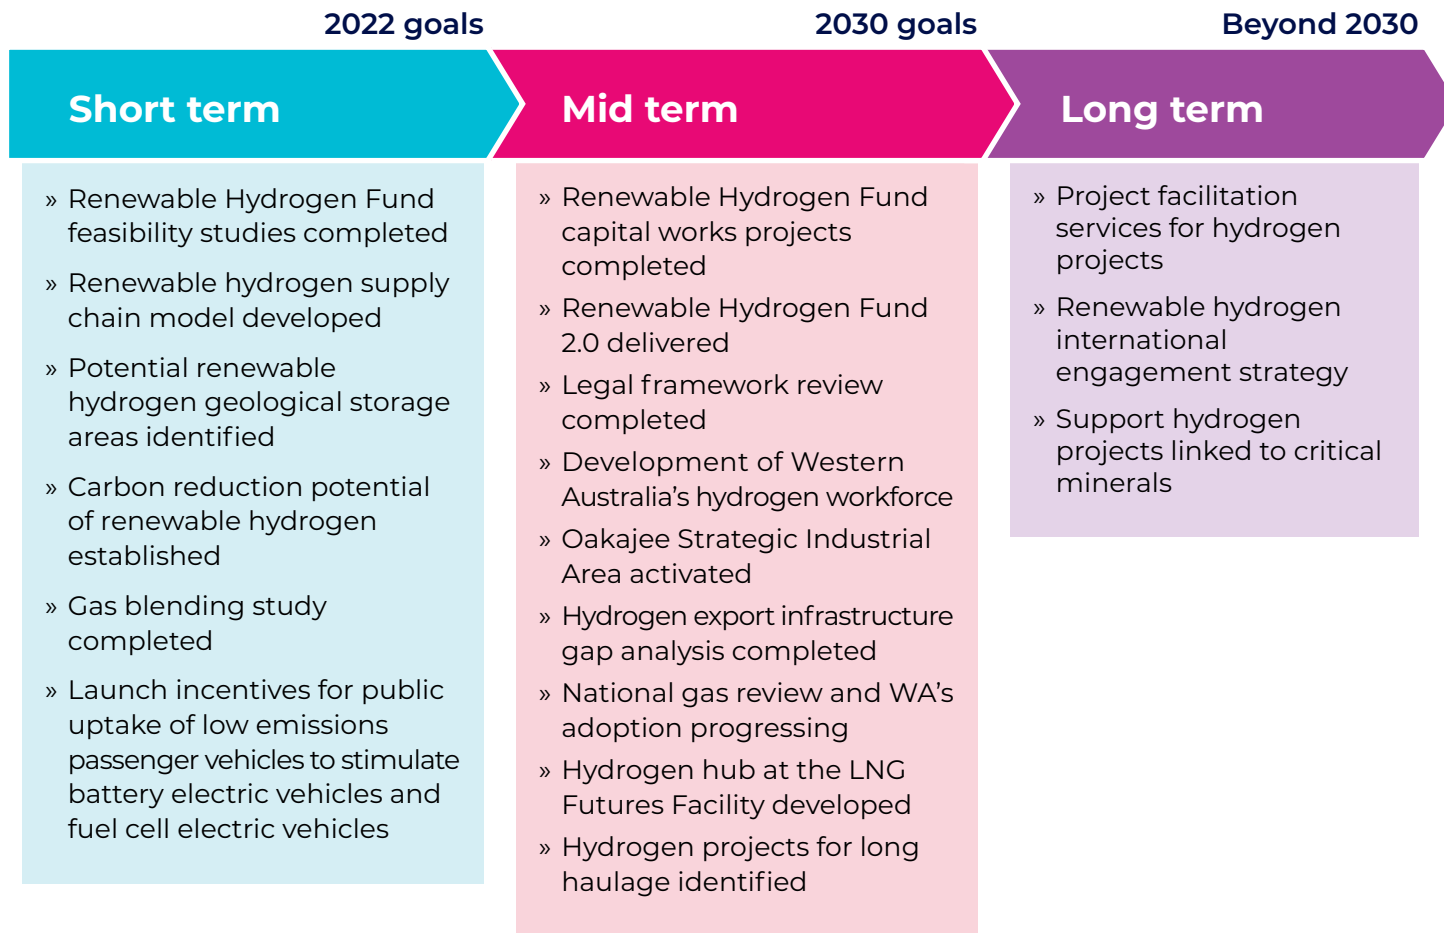 2022 goals
Short term
» Renewable Hydrogen Fund
feasibility studies completed
» Renewable hydrogen supply
chain model developed
» Potential renewable
hydrogen geological storage
areas identified
» Carbon reduction potential
of renewable hydrogen
established
» Gas blending study
completed
» Launch incentives for public
uptake of low emissions
passenger vehicles to stimulate
battery electric vehicles and
fuel cell electric vehicles
2030 goals
Mid term
» Renewable Hydrogen Fund
capital works projects
completed
» Renewable Hydrogen Fund
2.0 delivered
» Legal framework review
completed
» Development of Western
Australia’s hydrogen workforce
» Oakajee Strategic Industrial
Area activated
» Hydrogen export infrastructure
gap analysis completed
» National gas review and WA’s
adoption progressing
» Hydrogen hub at the LNG
Futures Facility developed
» Hydrogen projects for long
haulage identified
Beyond 2030
Long term
» Project facilitation
services for hydrogen
projects
» Renewable hydrogen
international
engagement strategy
» Support hydrogen
projects linked to critical
minerals